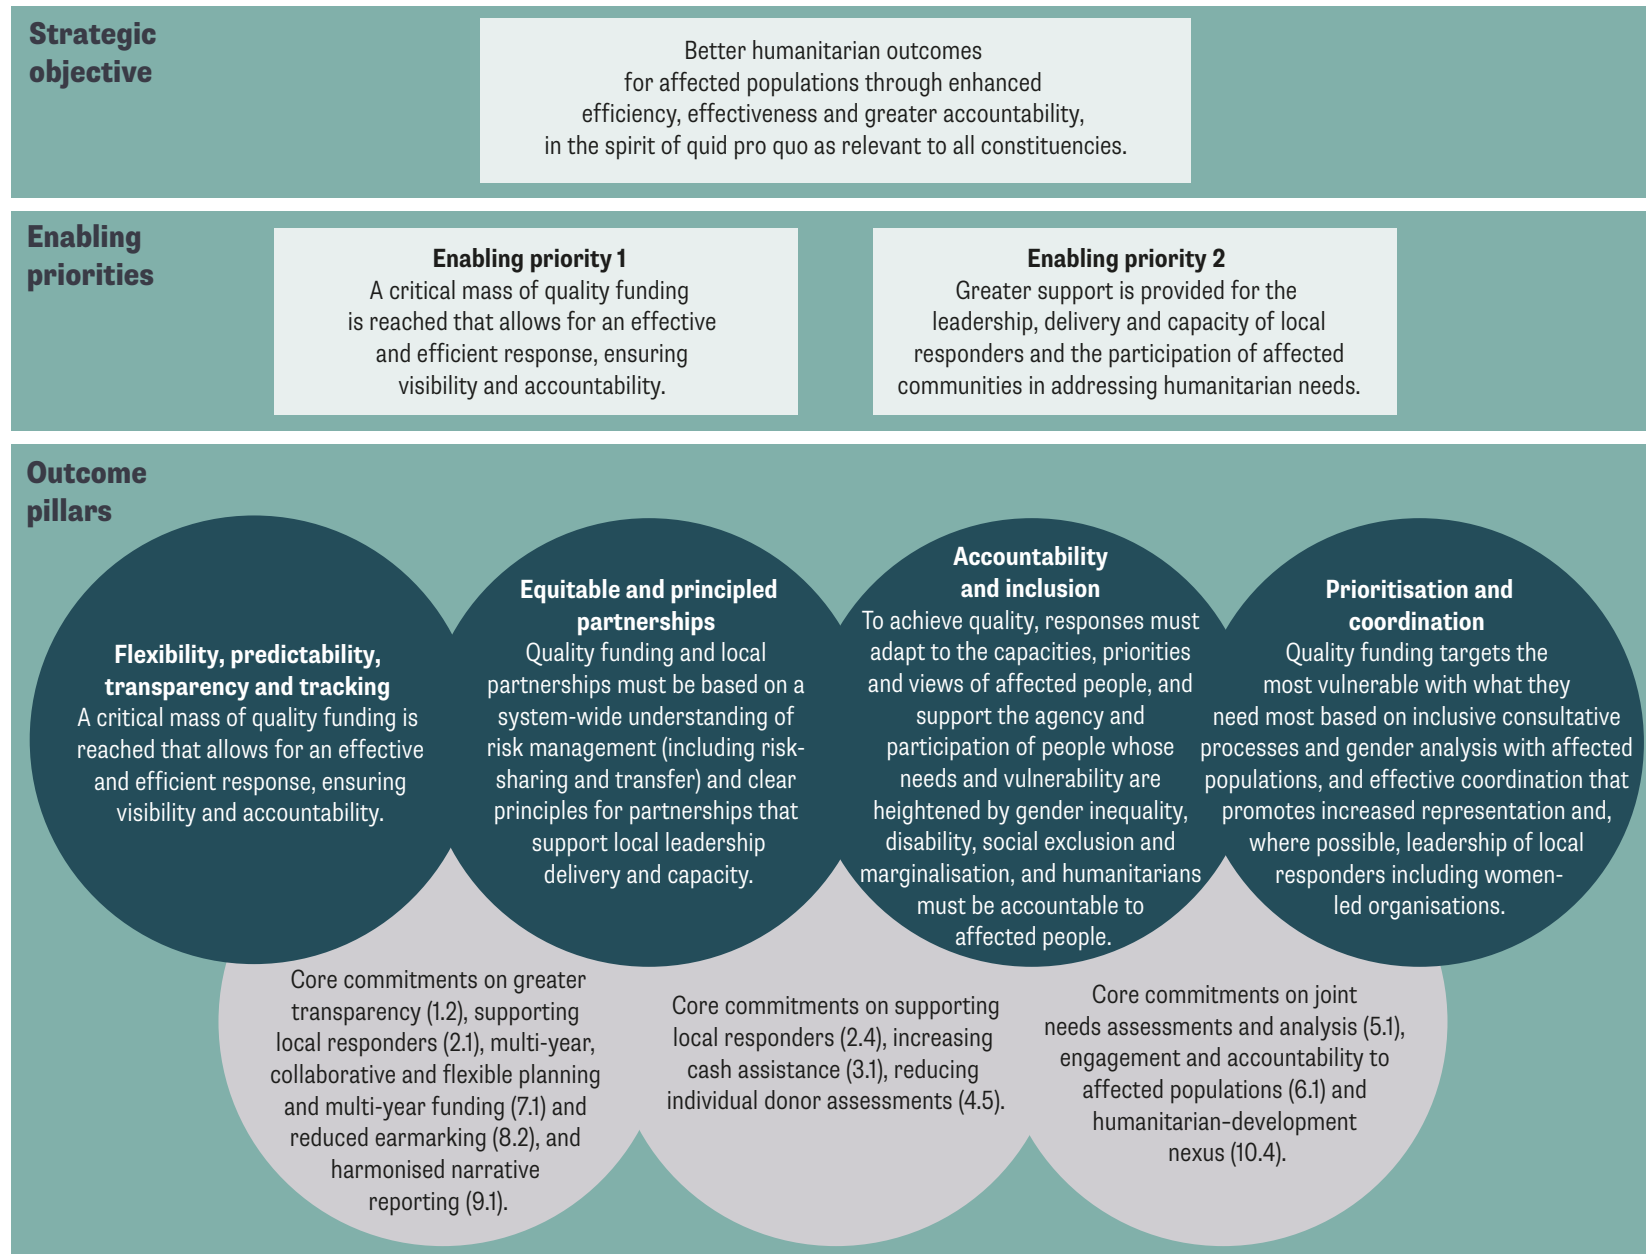 Strategic
objective
Better humanitarian outcomes
for affected populations through enhanced
efficiency, effectiveness and greater accountability,
in the spirit of quid pro quo as relevant to all constituencies.
Enabling
priorities
Enabling priority 1
A critical mass of quality funding
is reached that allows for an effective
and efficient response, ensuring
visibility and accountability.
Enabling priority 2
Greater support is provided for the
leadership, delivery and capacity of local
responders and the participation of affected
communities in addressing humanitarian needs.
Outcome
pillars
Flexibility, predictability,
transparency and tracking
A critical mass of quality funding is
reached that allows for an effective
and efficient response, ensuring
visibility and accountability.
Equitable and principled
partnerships
Quality funding and local
partnerships must be based on a
system-wide understanding of
risk management (including risk-
sharing and transfer) and clear
principles for partnerships that
support local leadership
delivery and capacity.
Accountability
and inclusion
To achieve quality, responses must
adapt to the capacities, priorities
and views of affected people, and
support the agency and
participation of people whose
needs and vulnerability are
heightened by gender inequality,
disability, social exclusion and
marginalisation, and humanitarians
must be accountable to
affected people.
Prioritisation and
coordination
Quality funding targets the
most vulnerable with what they
need most based on inclusive consultative
processes and gender analysis with affected
populations, and effective coordination that
promotes increased representation and,
where possible, leadership of local
responders including women-
led organisations.
Core commitments on greater
transparency (1.2), supporting
local responders (2.1), multi-year,
collaborative and flexible planning
and multi-year funding (7.1) and
reduced earmarking (8.2), and
harmonised narrative
reporting (9.1).
Core commitments on supporting
local responders (2.4), increasing
cash assistance (3.1), reducing
individual donor assessments (4.5).
Core commitments on joint
needs assessments and analysis (5.1),
engagement and accountability to
affected populations (6.1) and
humanitarian-development
nexus (10.4).